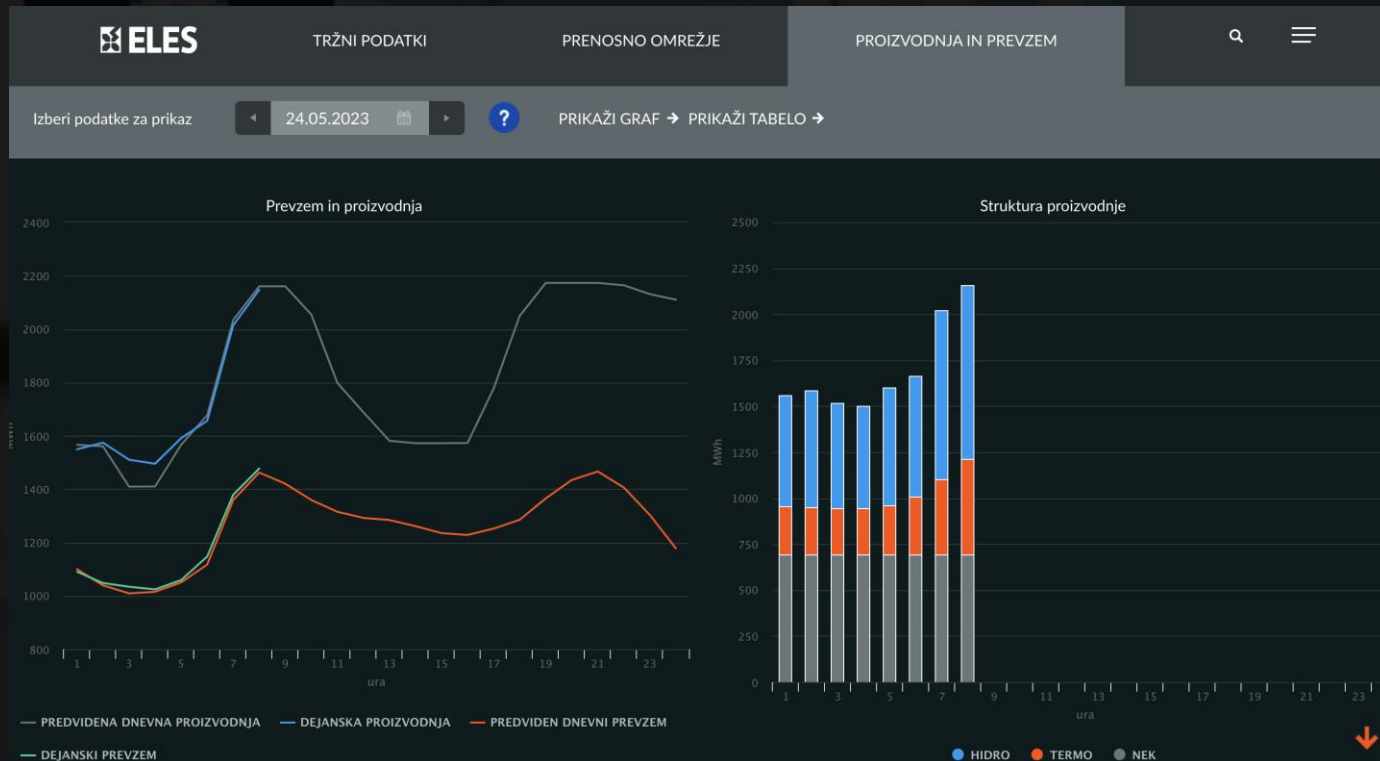 ELES TRŽNI PODATKI PRENOSNO OMREŽJE PROIZVODNJA IN PREVZEM
Izberi podatke za prikaz 24.05.2023 ? PRIKAŽI GRAF → PRIKAŽI TABELO →
Prevzem in proizvodnja
2400
2200
2000
1800
1600
1400
1200
1000
800
MWh
1 3 5 7 9 11 13 15 17 19 21 23
ura
PREDVIDENA DNEVNA PROIZVODNJA DEJANSKA PROIZVODNJA PREDVIDEN DNEVNI PREVZEM
DEJANSKI PREVZEM
Struktura proizvodnje
2500
2250
2000
1750
1500
1250
1000
750
500
250
0
MWh
1 3 5 7 9 11 13 15 17 19 21 23
ura
HIDRO TERMO NEK